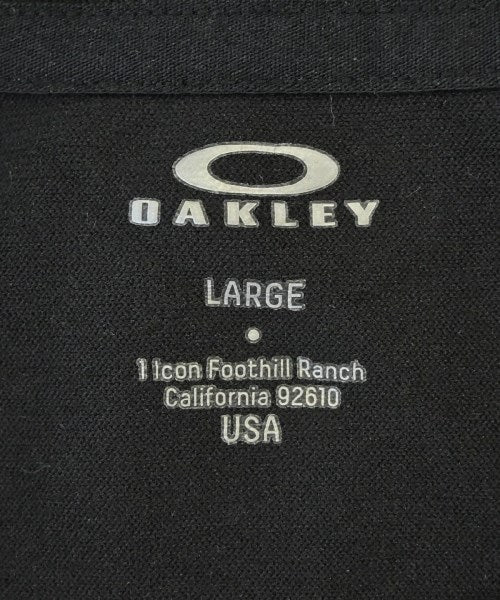 OAKLEY
LARGE
1 Icon Foothill Ranch
California 92610
USA